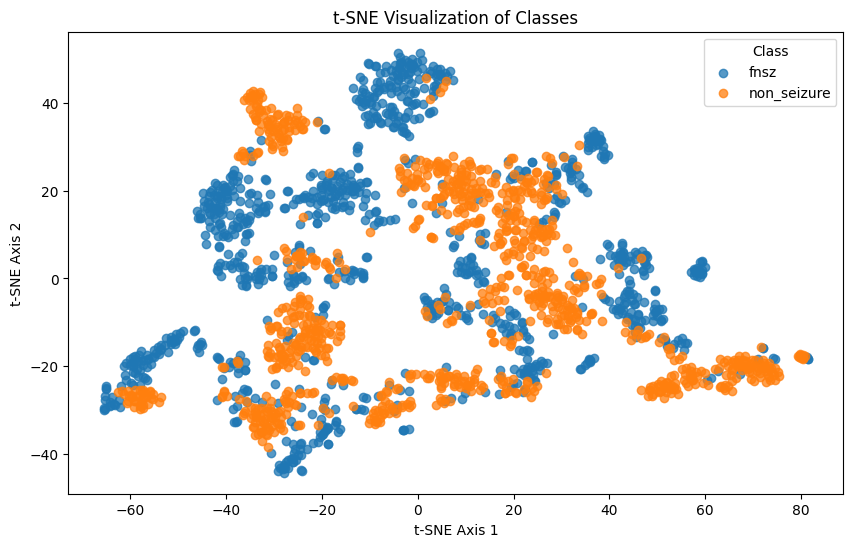 t-SNE Visualization of Classes
Class
fnsz
non_seizure
40
20
0
−20
−40
t-SNE Axis 2
−60 −40 −20 0 20 40 60 80
t-SNE Axis 1